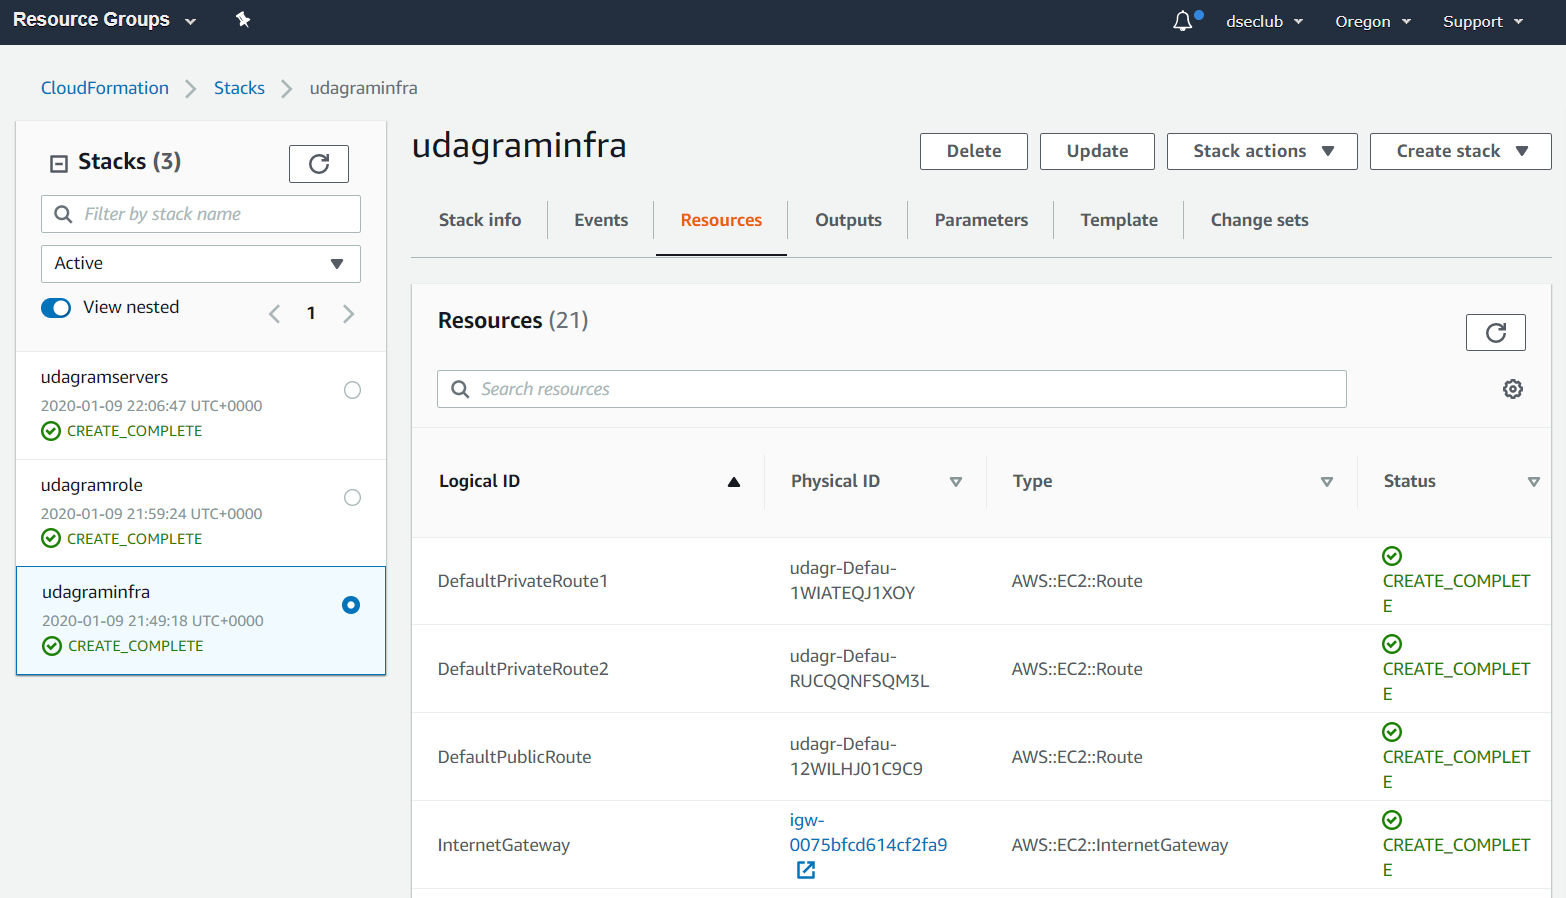 Resource Groups
dseclub
Oregon
Support
CloudFormation
Stacks
udagraminfra
Stacks (3)
Filter by stack name
Active
View nested
1
udagramservers
2020-01-09 22:06:47 UTC+0000
CREATE_COMPLETE
udagramrole
2020-01-09 21:59:24 UTC+0000
CREATE_COMPLETE
udagraminfra
2020-01-09 21:49:18 UTC+0000
CREATE_COMPLETE
udagraminfra
Delete
Update
Stack actions
Create stack
Stack info
Events
Resources
Outputs
Parameters
Template
Change sets
Resources (21)
Search resources
Logical ID
Physical ID
Type
Status
DefaultPrivateRoute1
udagr-Defau-
1WIATEQJ1XOY
AWS::EC2::Route
CREATE_COMPLET
E
DefaultPrivateRoute2
udagr-Defau-
RUCQQNFSQM3L
AWS::EC2::Route
CREATE_COMPLET
E
DefaultPublicRoute
udagr-Defau-
12WILHJ01C9C9
AWS::EC2::Route
CREATE_COMPLET
E
InternetGateway
igw-
0075bfcd614cf2fa9
AWS::EC2::InternetGateway
CREATE_COMPLET
E